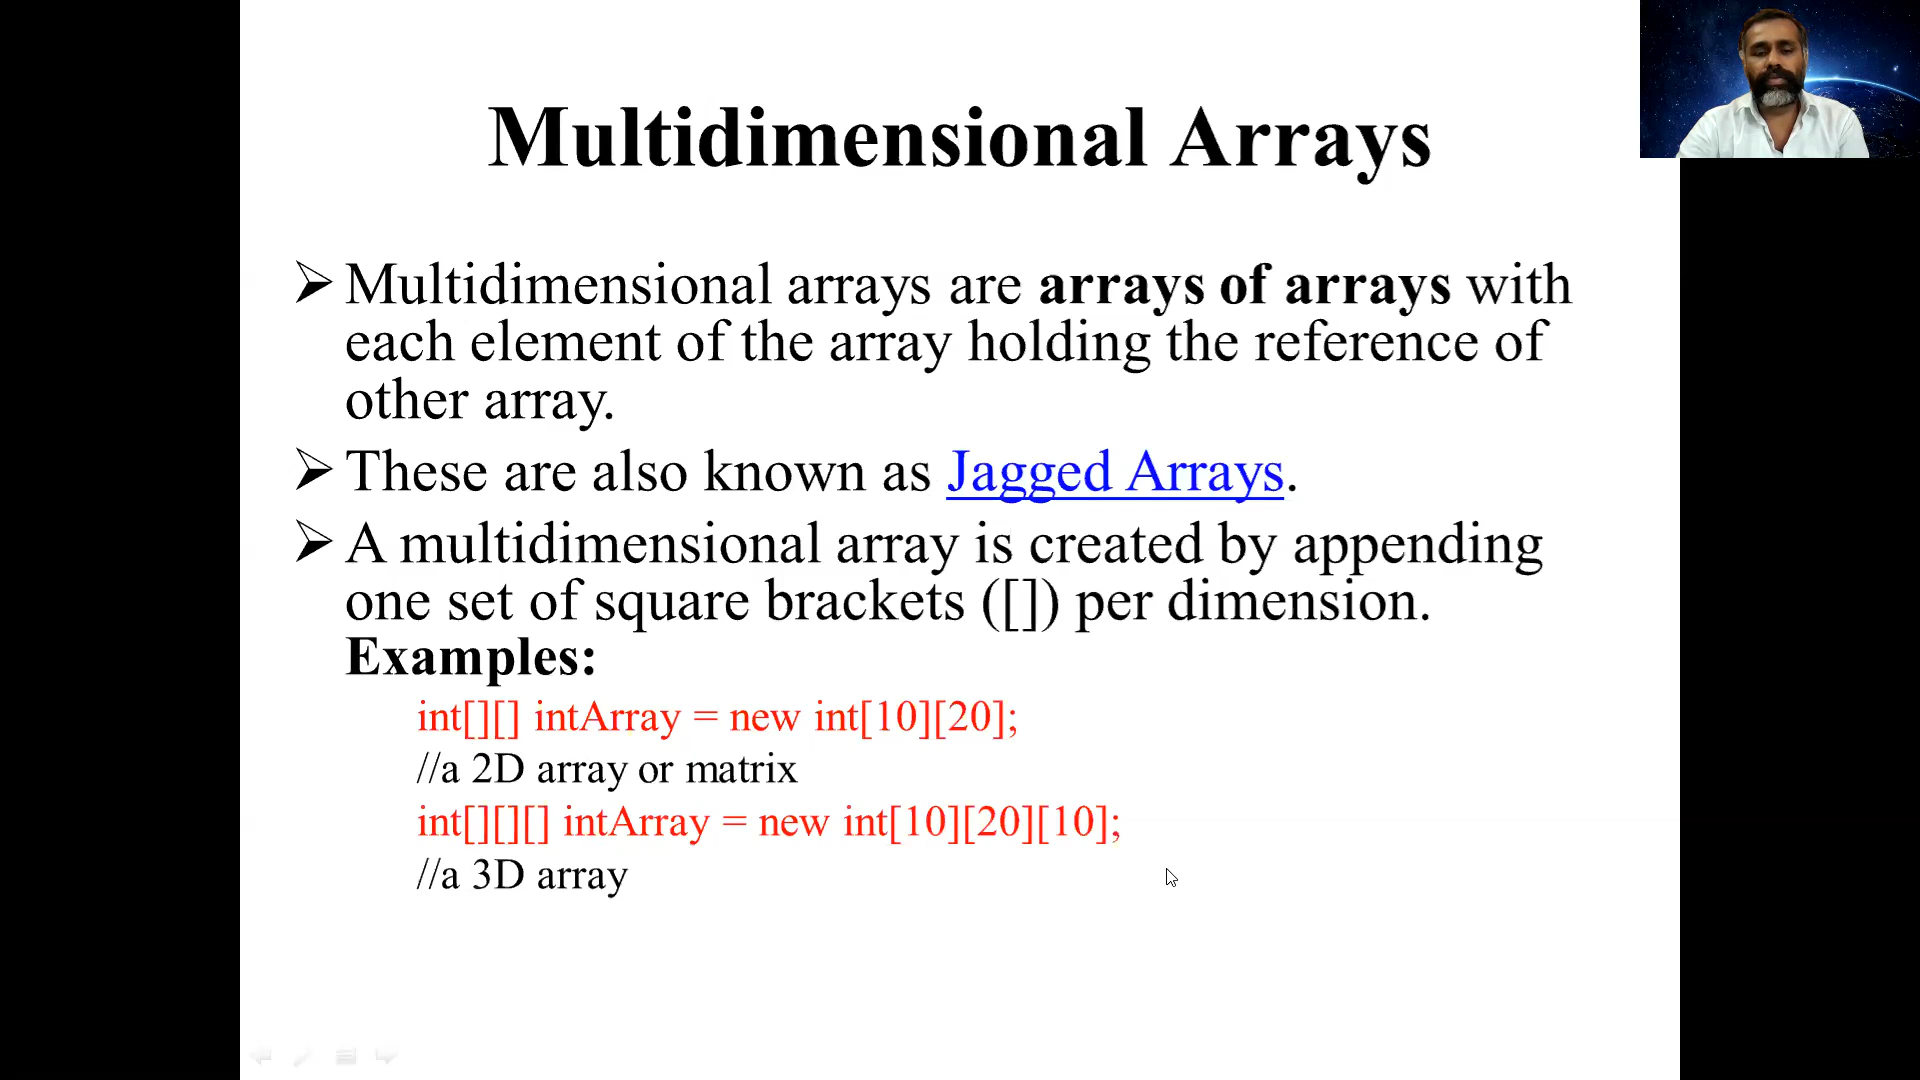 Multidimensional Arrays
Multidimensional arrays are arrays of arrays with
each element of the array holding the reference of
other array.
These are also known as Jagged Arrays.
A multidimensional array is created by appending
one set of square brackets ([]) per dimension.
Examples:
int[][] intArray = new int[10][20];
//a 2D array or matrix
int[][][] intArray = new int[10][20][10];
//a 3D array